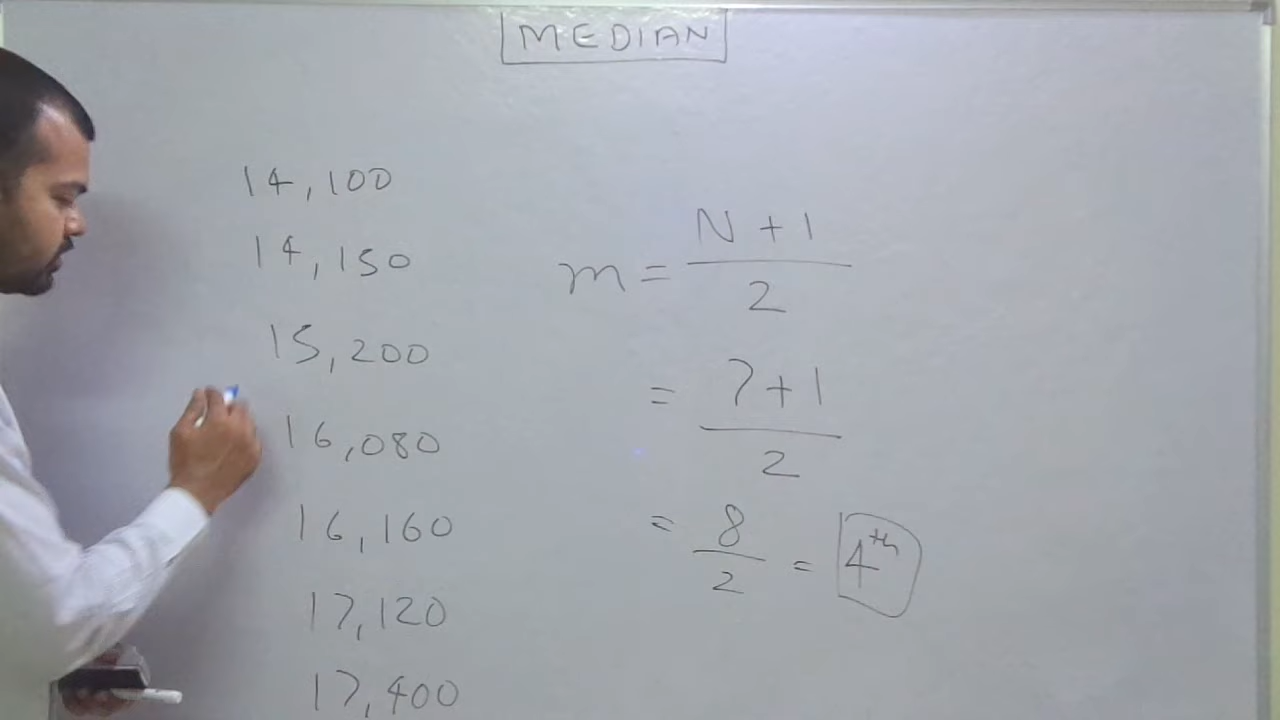 MEDIAN
14,100
14,150
15,200
16,080
16,160
17,120
17,400
m = N + 1
2
= 7 + 1
2
= 8
2
= 4th